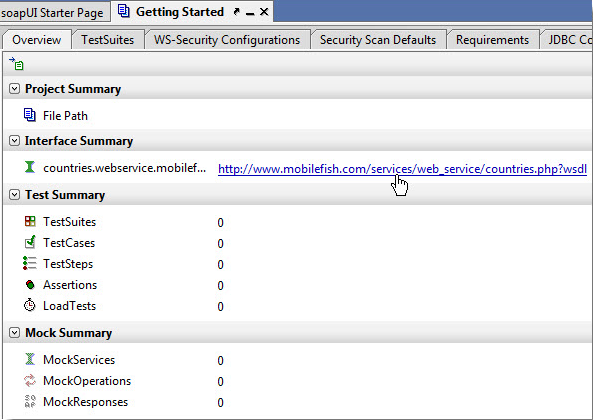 soapUI Starter Page Getting Started
Overview TestSuites WS-Security Configurations Security Scan Defaults Requirements JDBC Co
Project Summary
File Path
Interface Summary
countries.webservice.mobilef... http://www.mobilefish.com/services/web_service/countries.php?wsdl
Test Summary
TestSuites 0
TestCases 0
TestSteps 0
Assertions 0
LoadTests 0
Mock Summary
MockServices 0
MockOperations 0
MockResponses 0